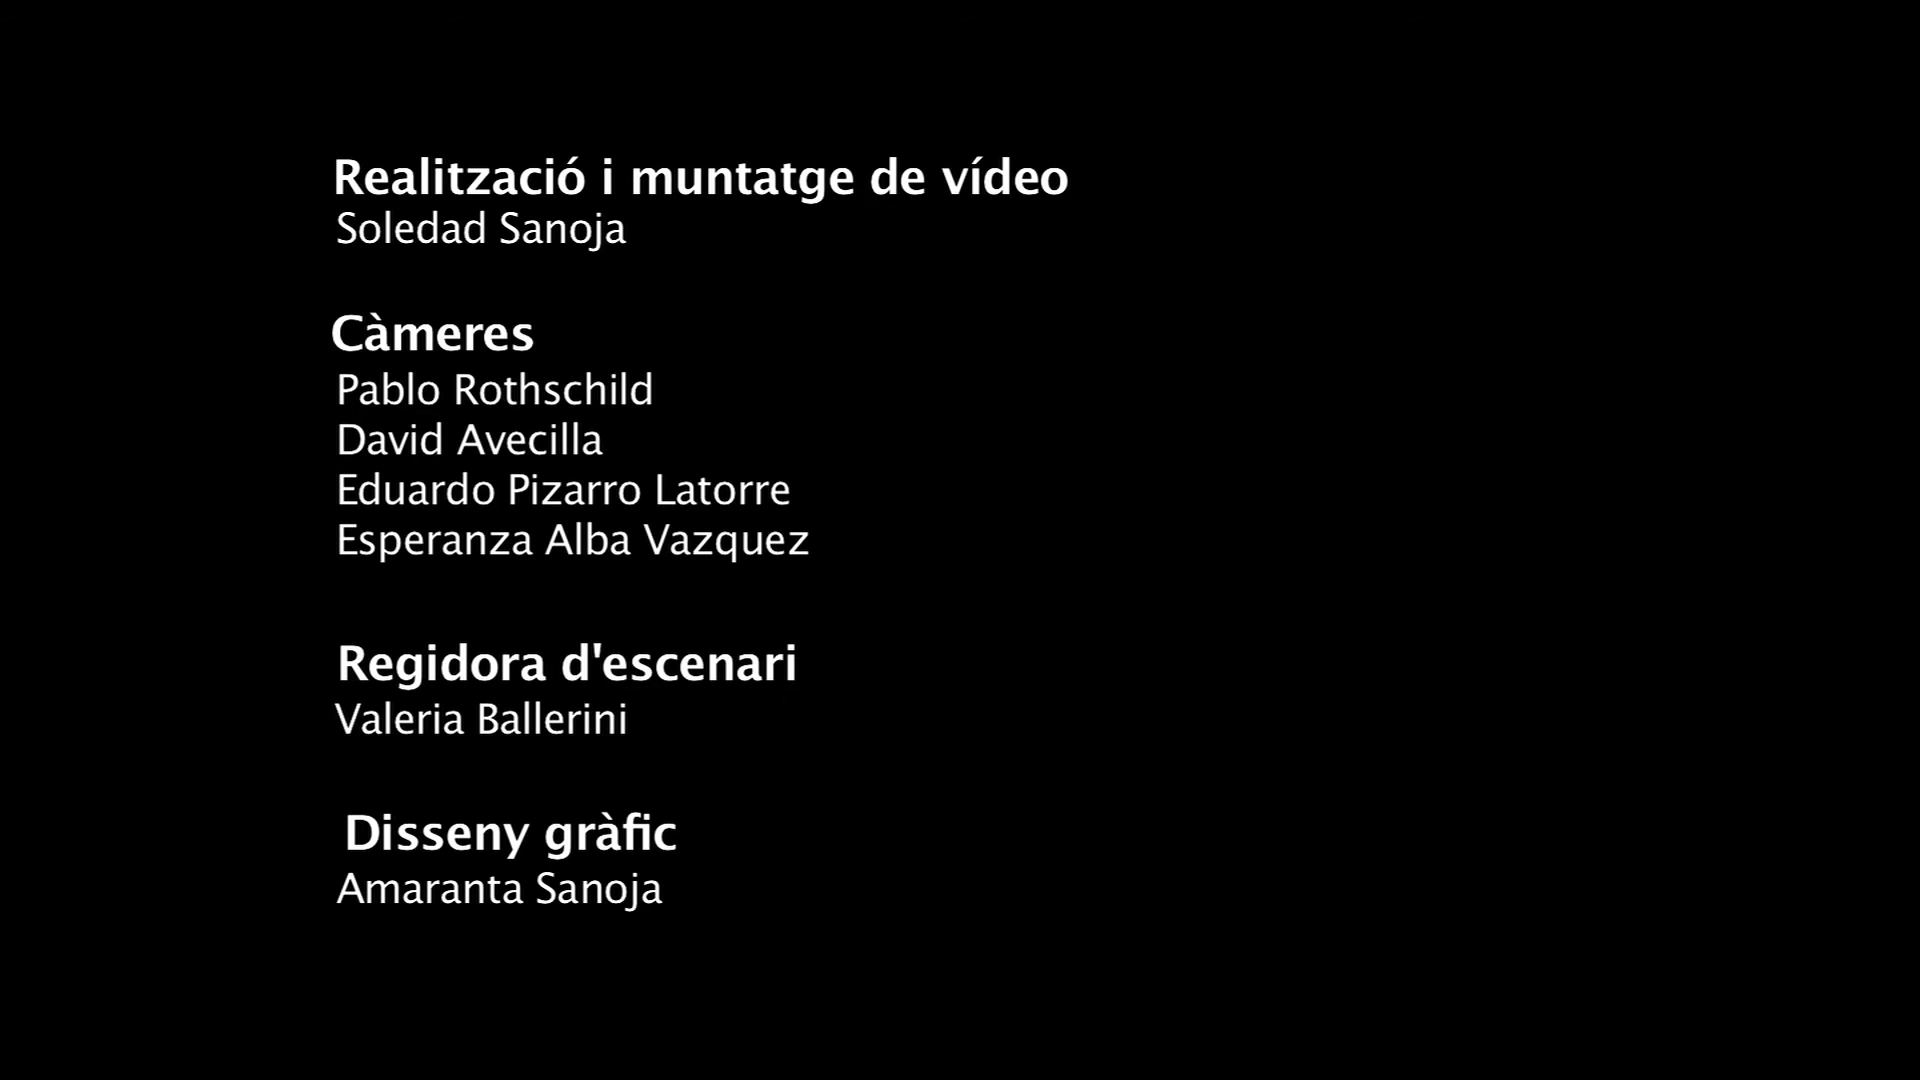 Realització i muntatge de vídeo
Soledad Sanoja
Càmeres
Pablo Rothschild
David Avecilla
Eduardo Pizarro Latorre
Esperanza Alba Vazquez
Regidora d'escenari
Valeria Ballerini
Disseny gràfic
Amaranta Sanoja